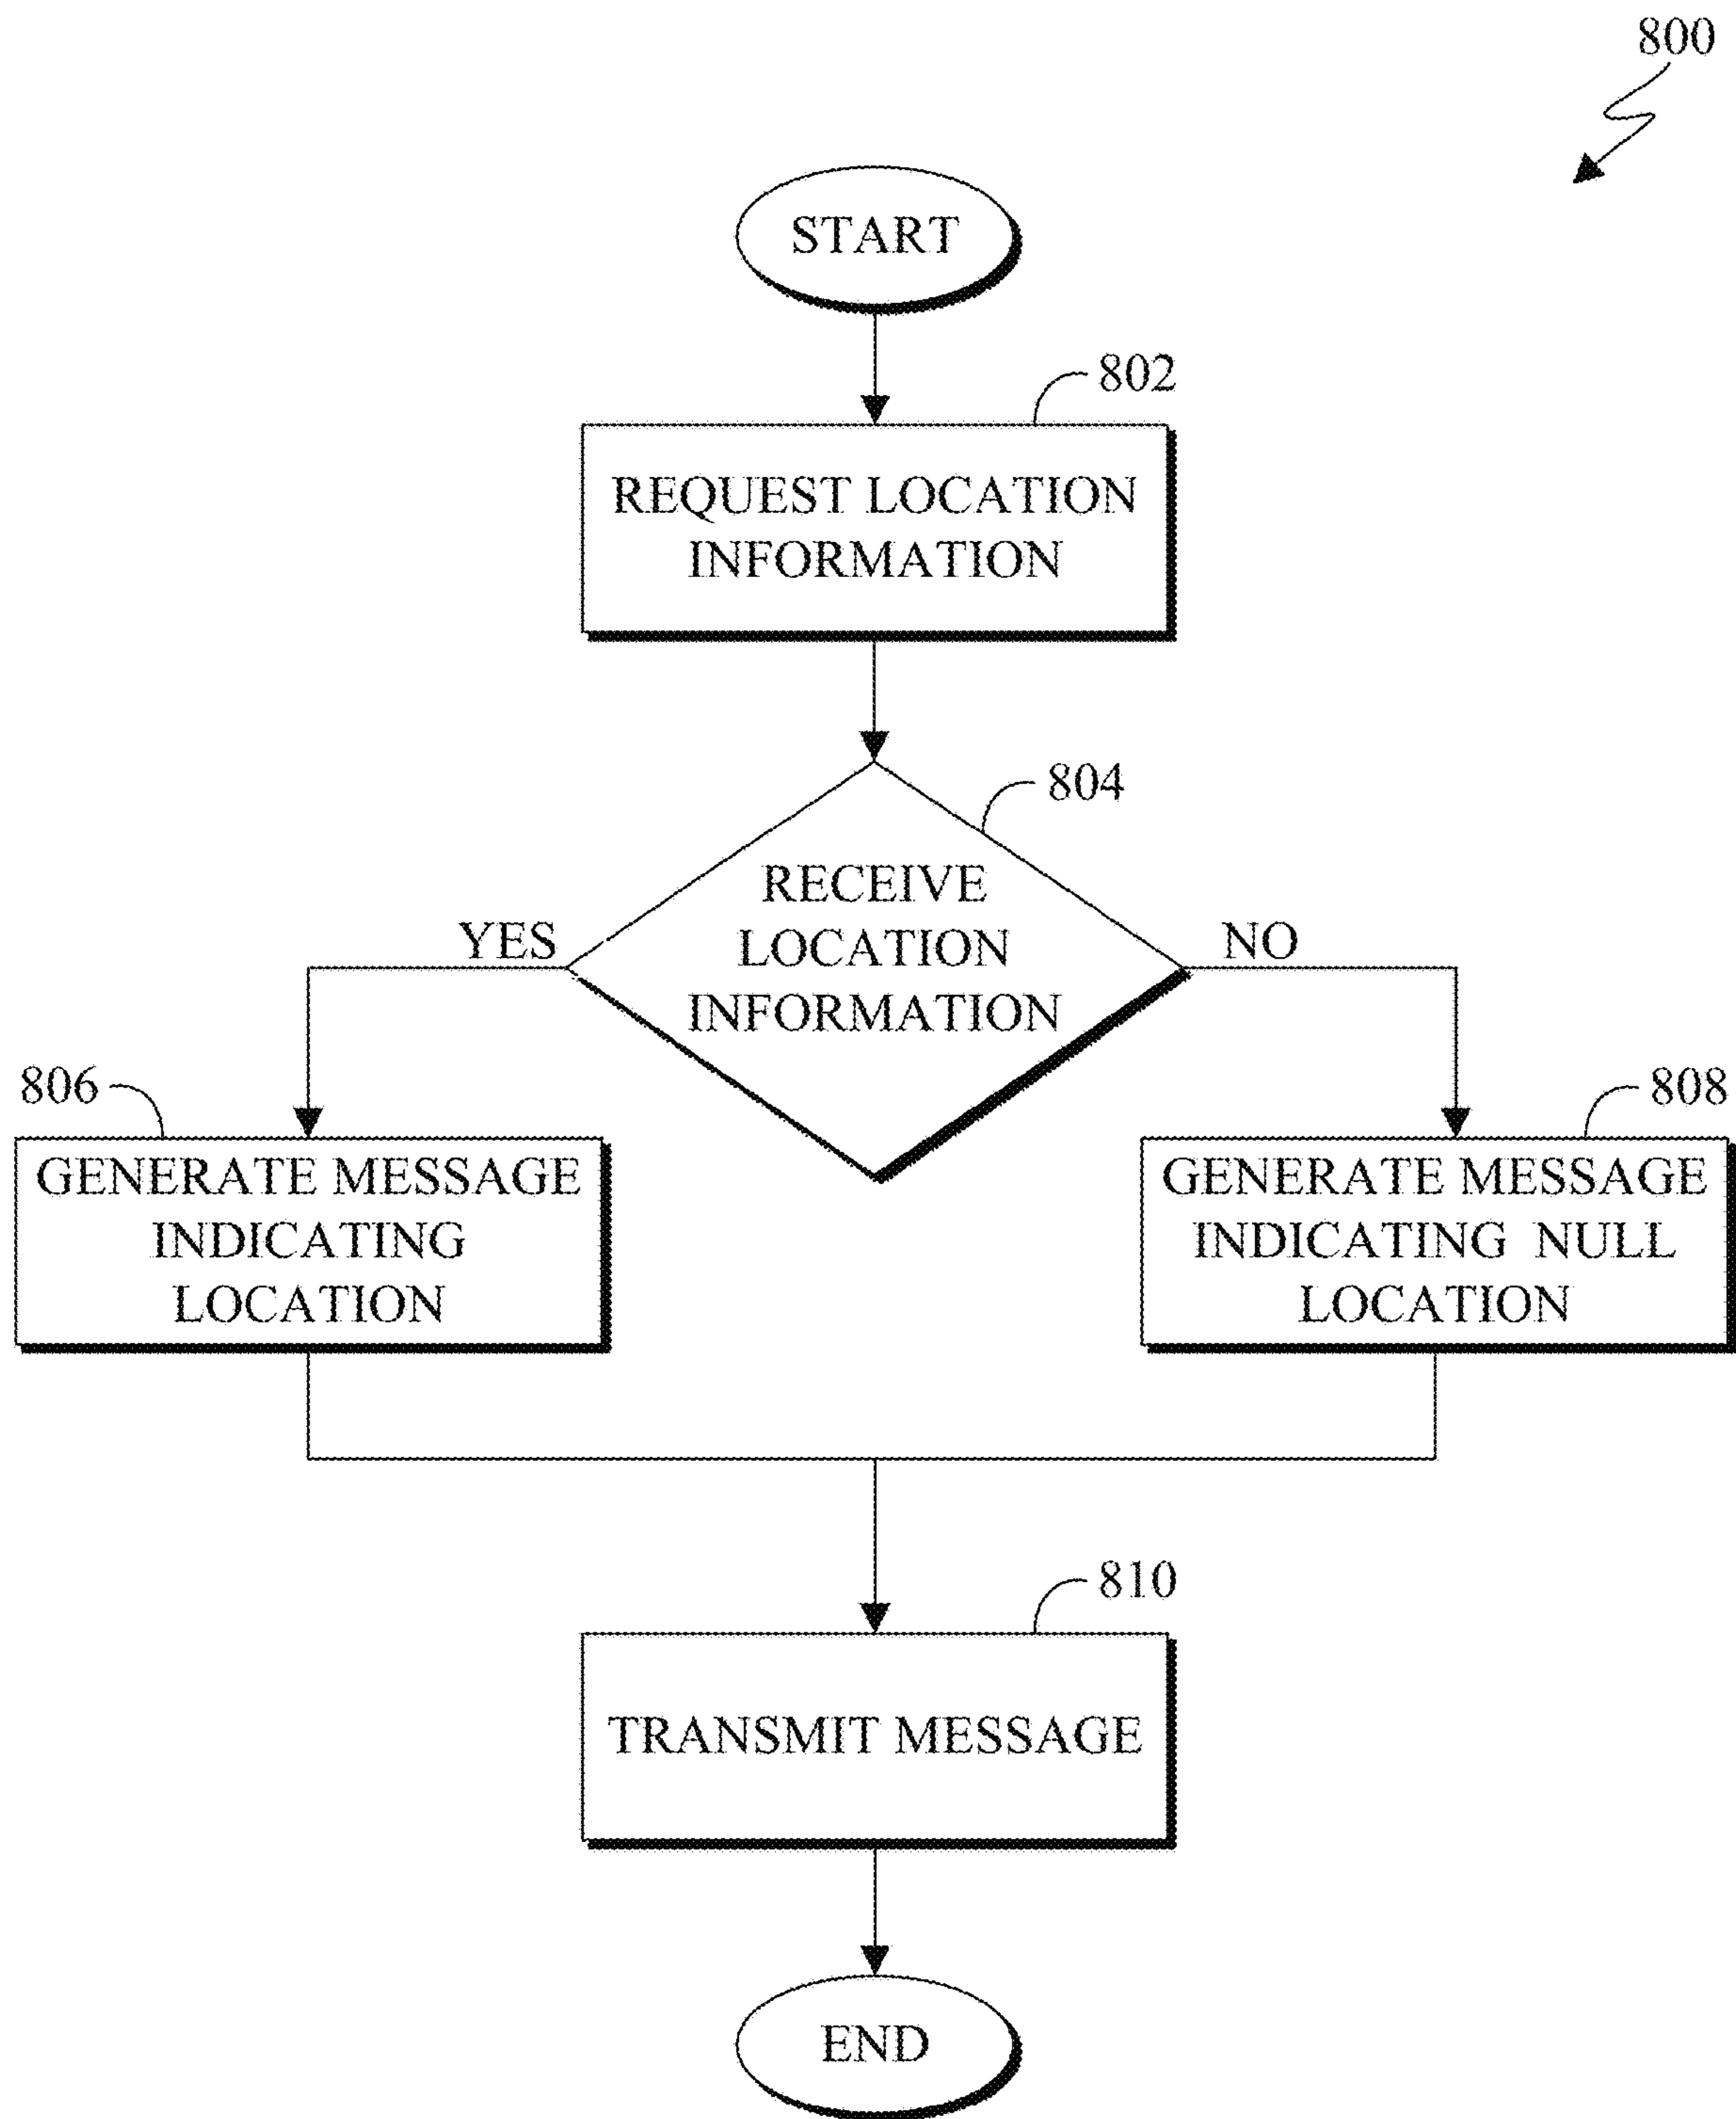 800
START
802
REQUEST LOCATION
INFORMATION
804
RECEIVE
LOCATION
INFORMATION
YES
NO
806
GENERATE MESSAGE
INDICATING
LOCATION
808
GENERATE MESSAGE
INDICATING NULL
LOCATION
810
TRANSMIT MESSAGE
END